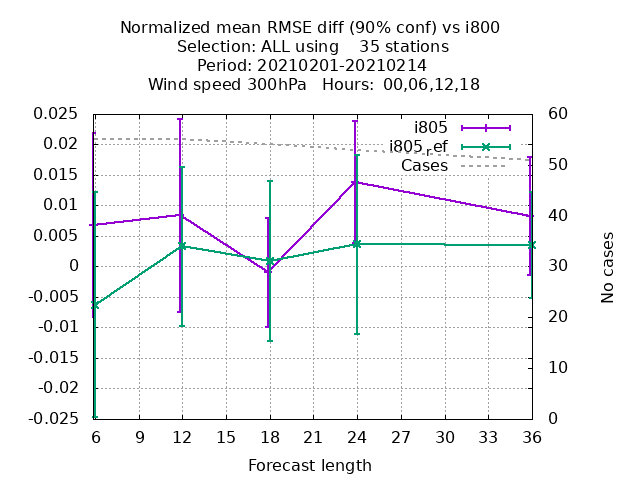 Normalized mean RMSE diff (90% conf) vs i800
Selection: ALL using    35 stations
Period: 20210201-20210214
Wind speed 300hPa   Hours:  00,06,12,18
0.025
0.02
0.015
0.01
0.005
0
-0.005
-0.01
-0.015
-0.02
-0.025
60
50
40
30
20
10
0
No cases
i805
i805ref
Cases
6 9 12 15 18 21 24 27 30 33 36
Forecast length